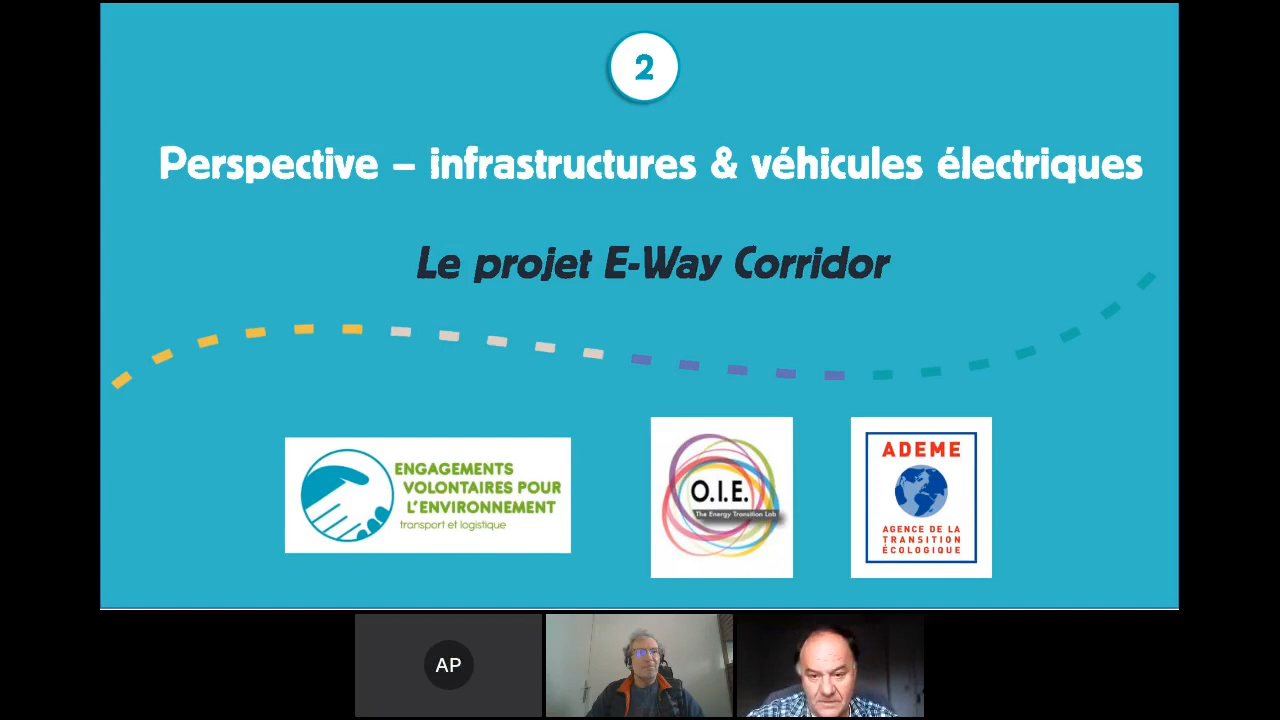 2
Perspective – infrastructures & véhicules électriques
Le projet E-Way Corridor
ENGAGEMENTS
VOLONTAIRES POUR
L'ENVIRONNEMENT
transport et logistique
O.I.E.
The Energy Transition Lab
ADEME
AGENCE DE LA
TRANSITION
ÉCOLOGIQUE
AP